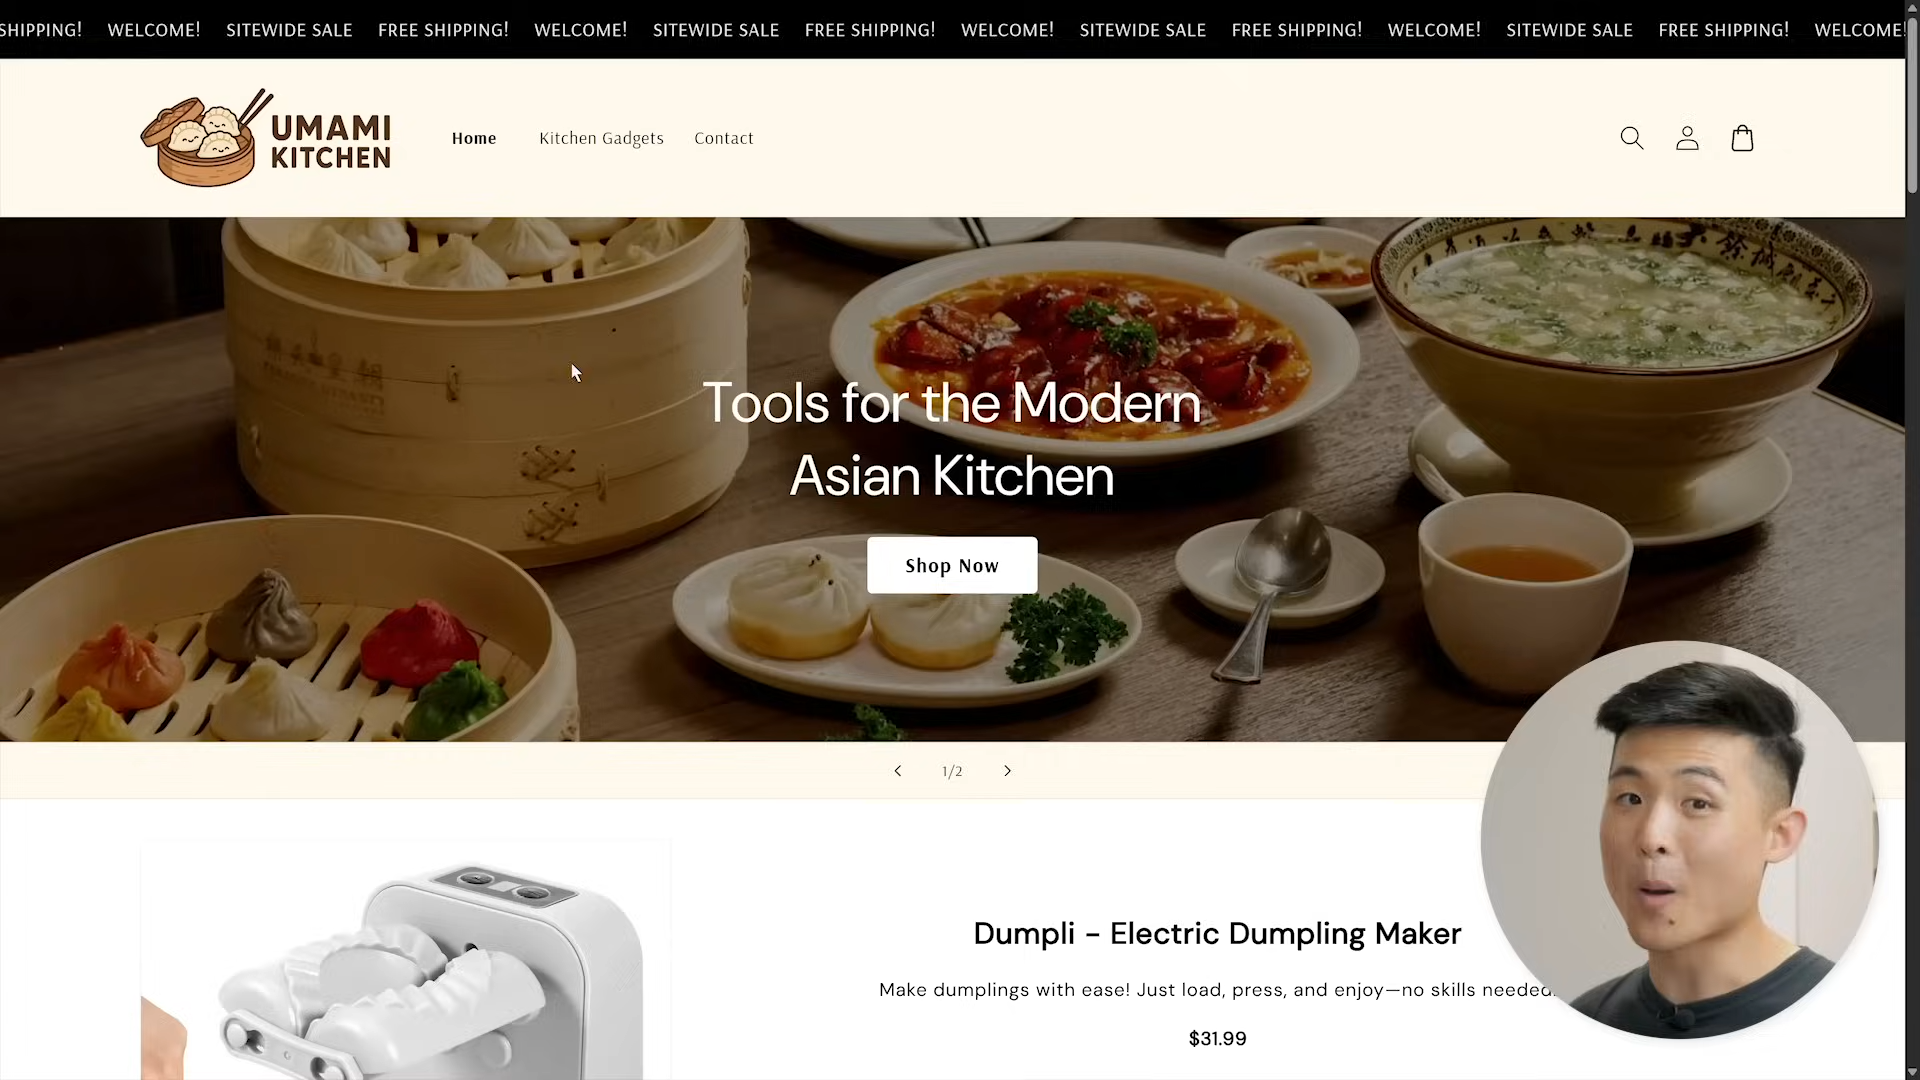 SHIPPING! WELCOME! SITEWIDE SALE FREE SHIPPING! WELCOME! SITEWIDE SALE FREE SHIPPING! WELCOME! SITEWIDE SALE FREE SHIPPING! WELCOME! SITEWIDE SALE FREE SHIPPING! WELCOME!
UMAMI
KITCHEN
Home Kitchen Gadgets Contact
Tools for the Modern
Asian Kitchen
Shop Now
1/2
Dumpli - Electric Dumpling Maker
Make dumplings with ease! Just load, press, and enjoy—no skills needed.
$31.99